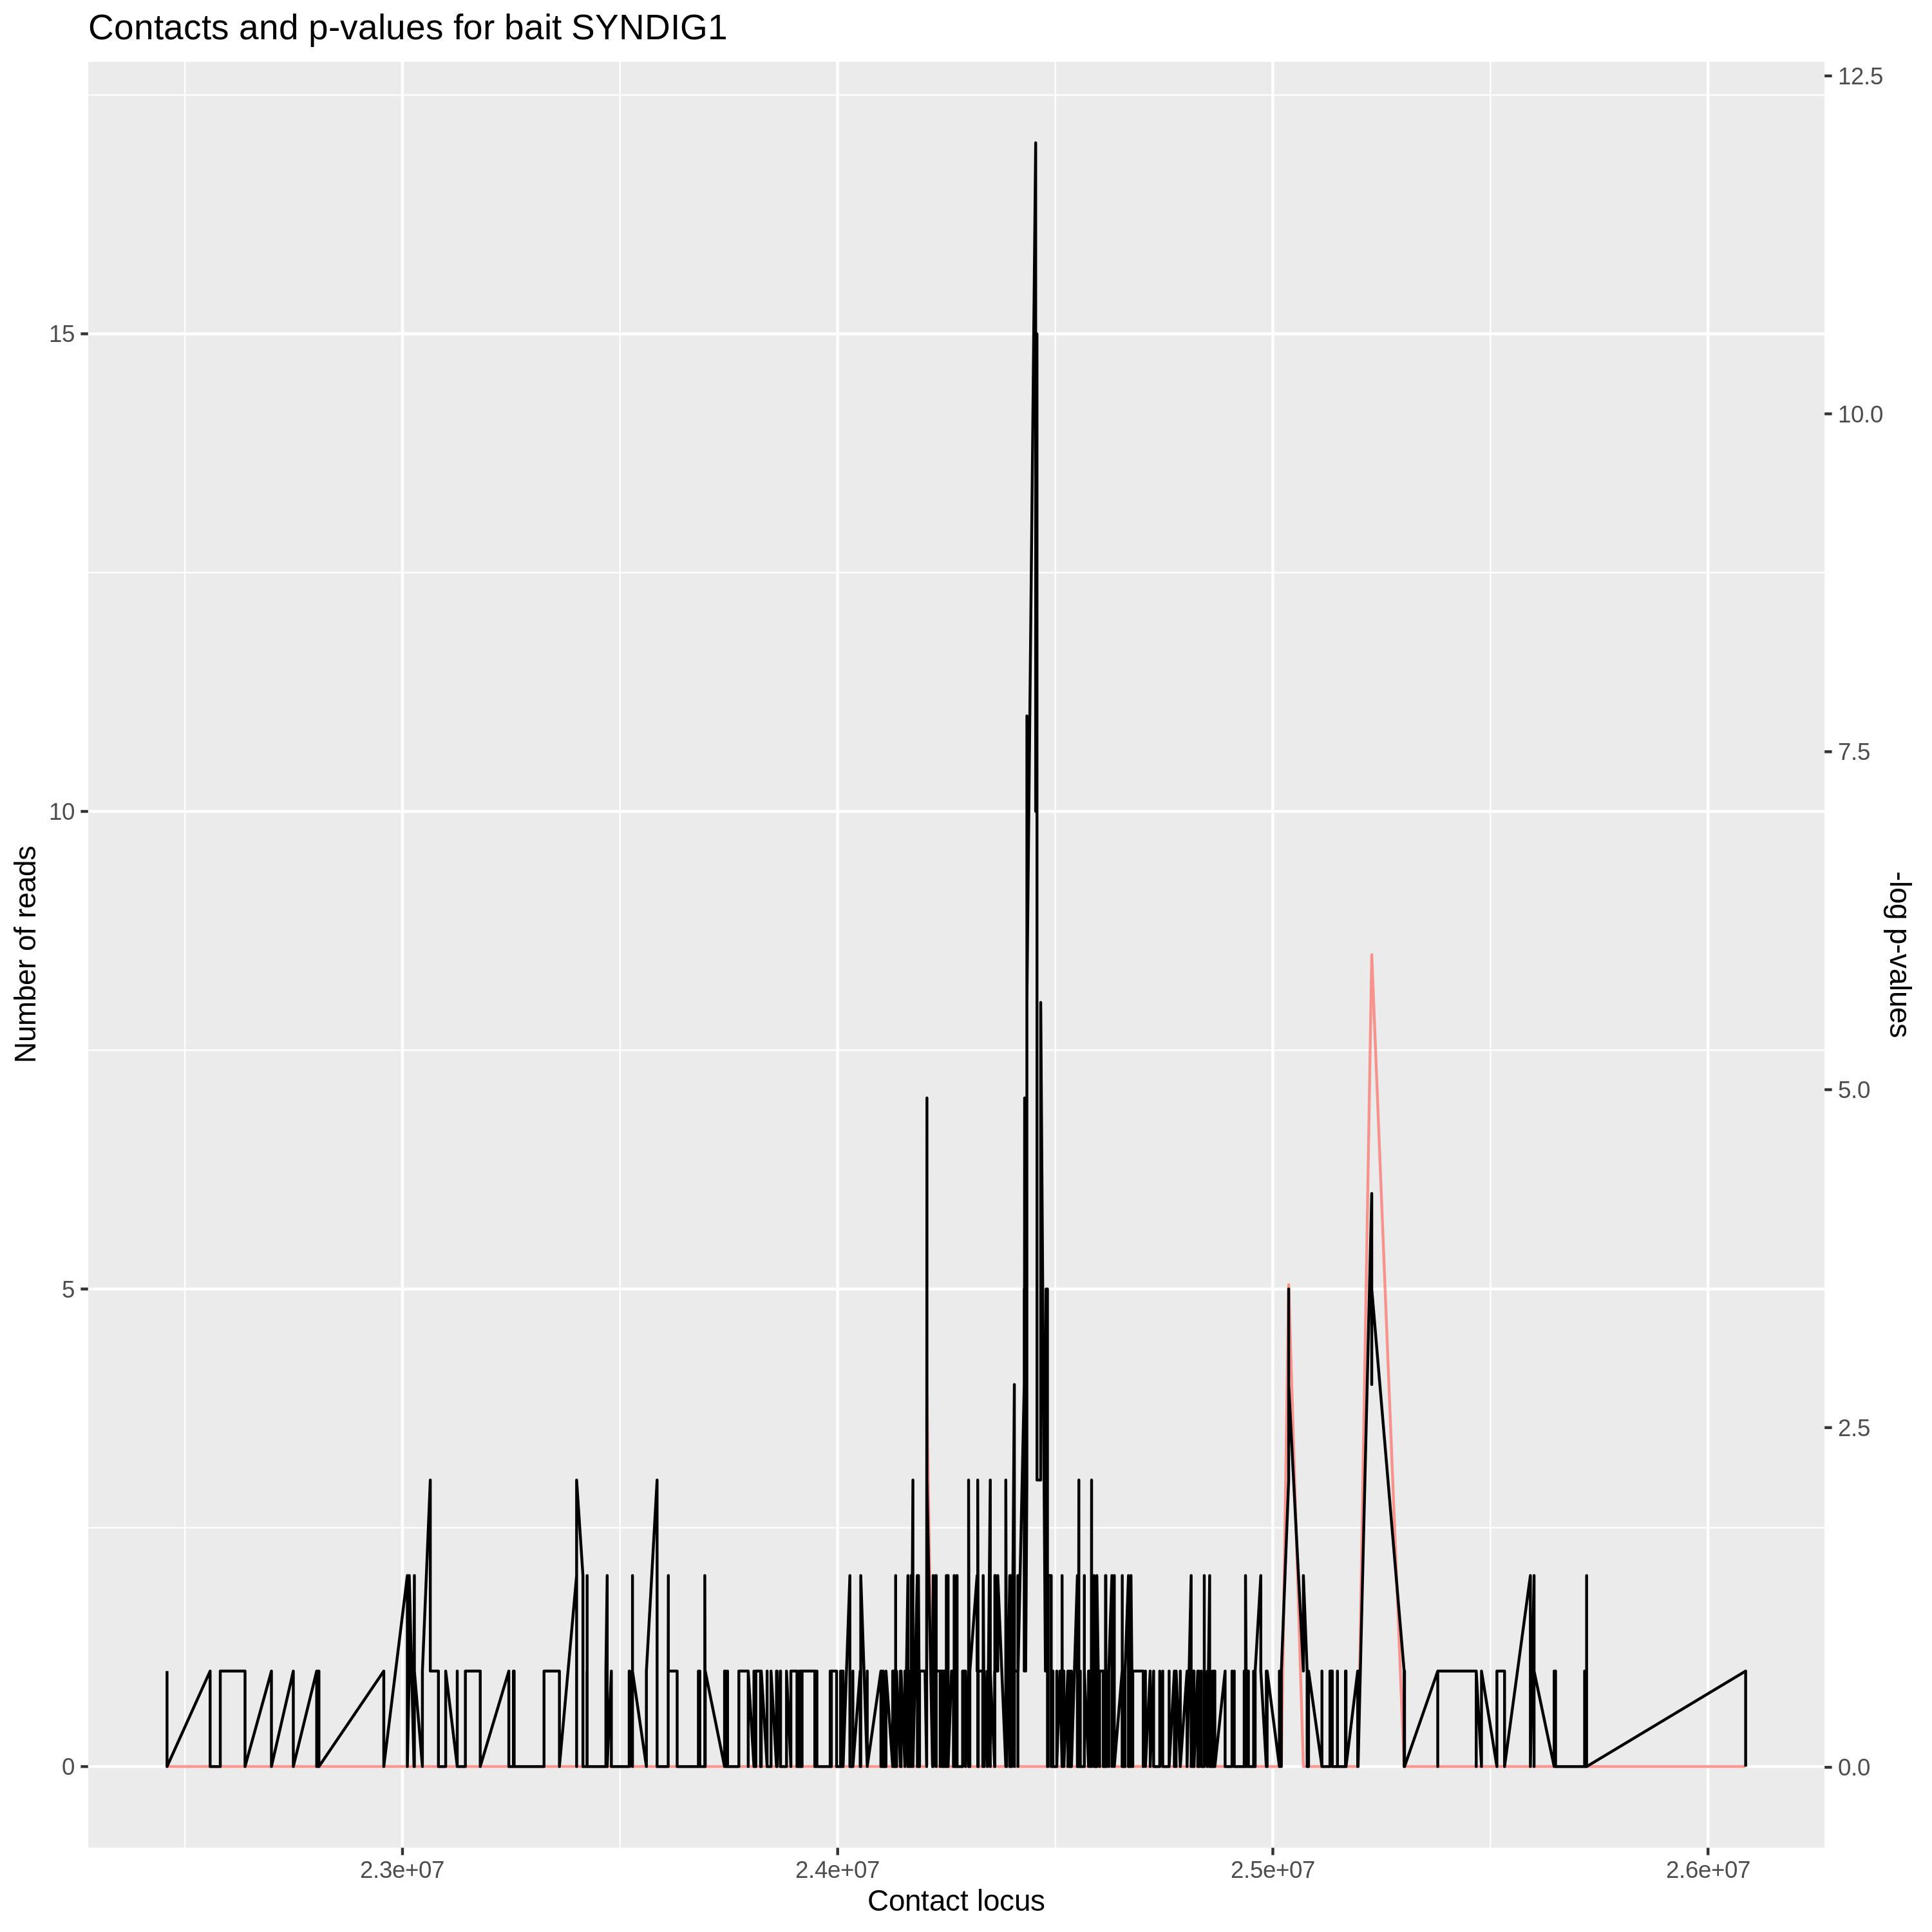 Contacts and p-values for bait SYNDIG1
12.5
15
10.0
7.5
10
Number of reads
-log p-values
5.0
5
2.5
0
0.0
2.3e+07
2.4e+07
2.5e+07
2.6e+07
Contact locus